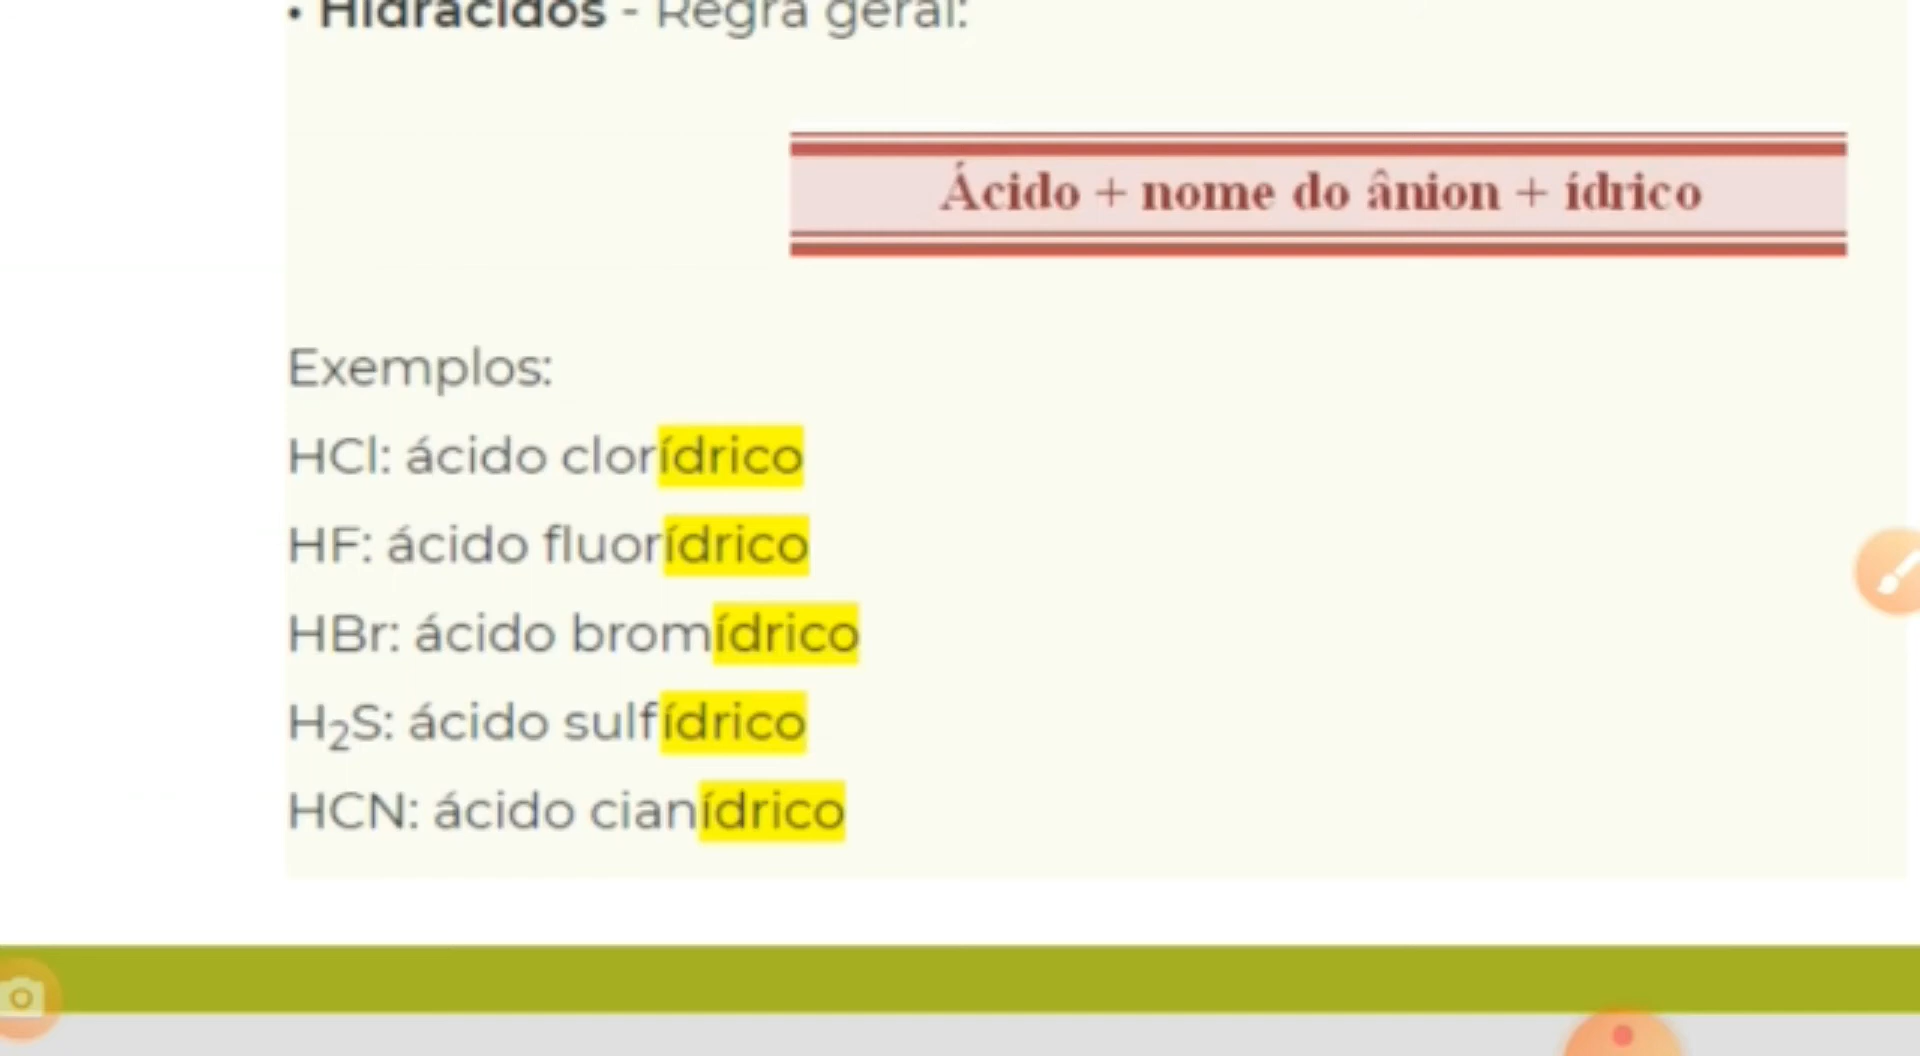 • Hidrácidos - Regra geral:
Ácido + nome do ânion + ídrico
Exemplos:
HCl: ácido clorídrico
HF: ácido fluorídrico
HBr: ácido bromídrico
H₂S: ácido sulfídrico
HCN: ácido cianídrico